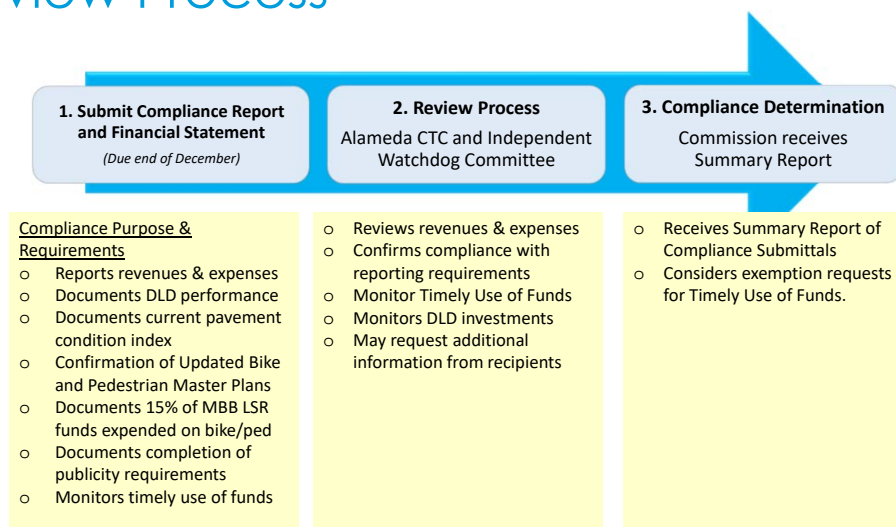 Process
1. Submit Compliance Report
and Financial Statement
(Due end of December)
2. Review Process
Alameda CTC and Independent
Watchdog Committee
3. Compliance Determination
Commission receives
Summary Report
Compliance Purpose &
Requirements
o Reports revenues & expenses
o Documents DLD performance
o Documents current pavement
condition index
o Confirmation of Updated Bike
and Pedestrian Master Plans
o Documents 15% of MBB LSR
funds expended on bike/ped
o Documents completion of
publicity requirements
o Monitors timely use of funds
o Reviews revenues & expenses
o Confirms compliance with
reporting requirements
o Monitor Timely Use of Funds
o Monitors DLD investments
o May request additional
information from recipients
o Receives Summary Report of
Compliance Submittals
o Considers exemption requests
for Timely Use of Funds.